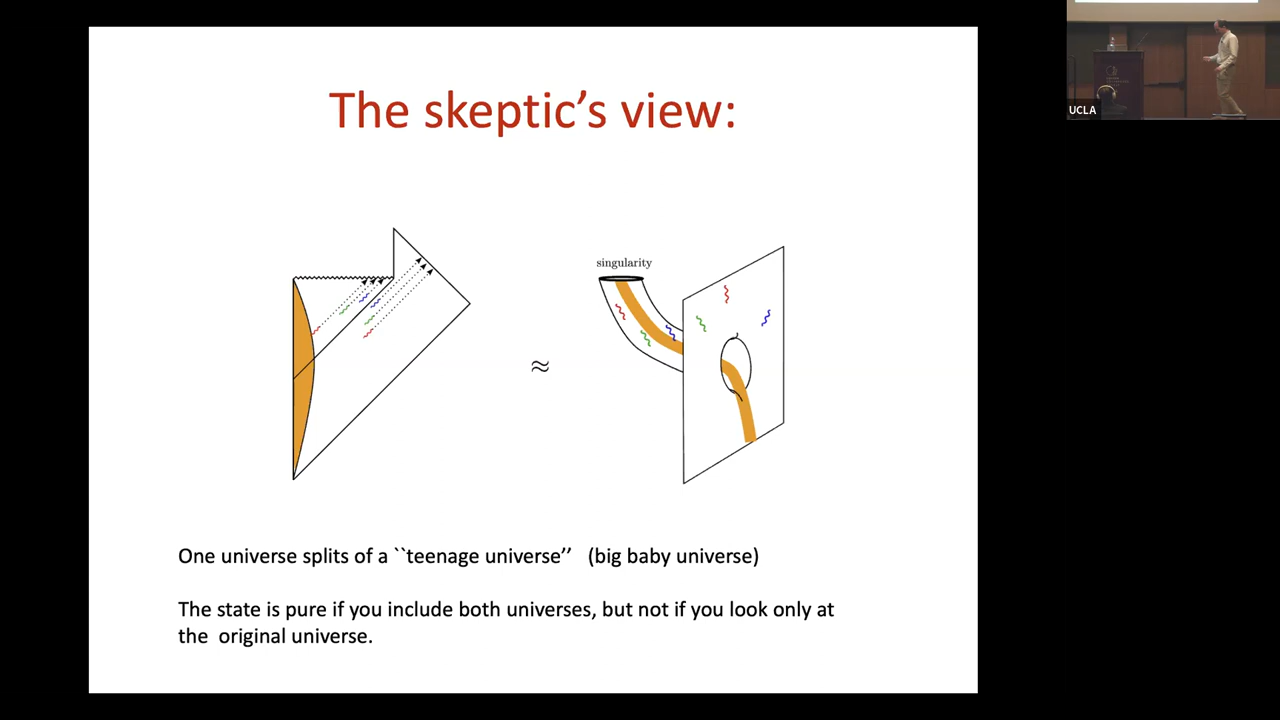 The skeptic’s view:
singularity
≈
One universe splits of a ``teenage universe’’ (big baby universe)
The state is pure if you include both universes, but not if you look only at
the original universe.
UCLA